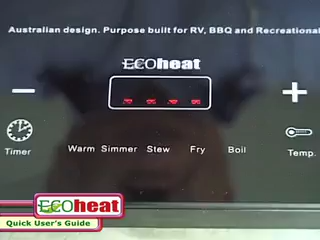 Australian design. Purpose built for RV, BBQ and Recreational
ECOheat
− +
Timer Warm Simmer Stew Fry Boil Temp.
ECOheat
Quick User's Guide